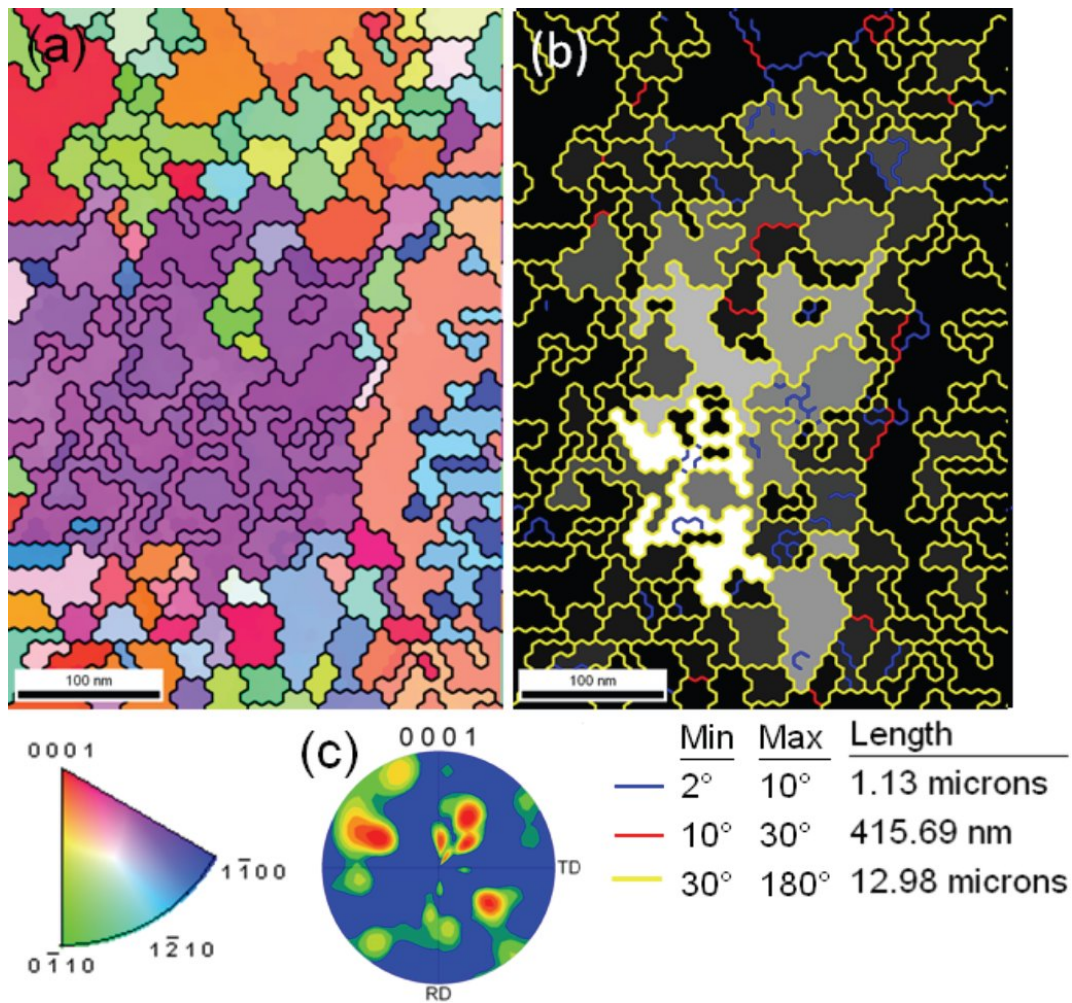 (a)
(b)
100 nm
100 nm
0 0 0 1
1 1̅ 0 0
1 2̅ 1 0
0 1̅ 1 0
(c)
0 0 0 1
TD
RD
Min Max Length
2° 10° 1.13 microns
10° 30° 415.69 nm
30° 180° 12.98 microns